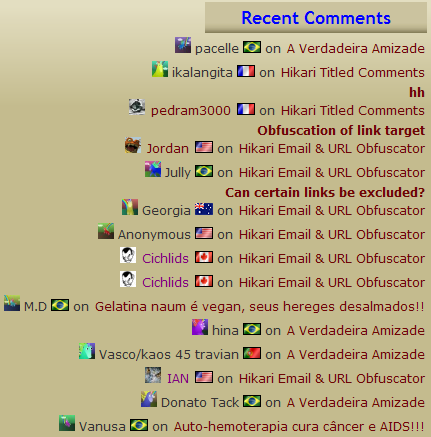 Recent Comments
pacelle on A Verdadeira Amizade
ikalangita on Hikari Titled Comments
hh
pedram3000 on Hikari Titled Comments
Obfuscation of link target
Jordan on Hikari Email & URL Obfuscator
Jully on Hikari Email & URL Obfuscator
Can certain links be excluded?
Georgia on Hikari Email & URL Obfuscator
Anonymous on Hikari Email & URL Obfuscator
Cichlids on Hikari Email & URL Obfuscator
Cichlids on Hikari Email & URL Obfuscator
M.D on Gelatina naum é vegan, seus hereges desalmados!!
hina on A Verdadeira Amizade
Vasco/kaos 45 travian on A Verdadeira Amizade
IAN on Hikari Email & URL Obfuscator
Donato Tack on A Verdadeira Amizade
Vanusa on Auto-hemoterapia cura câncer e AIDS!!!